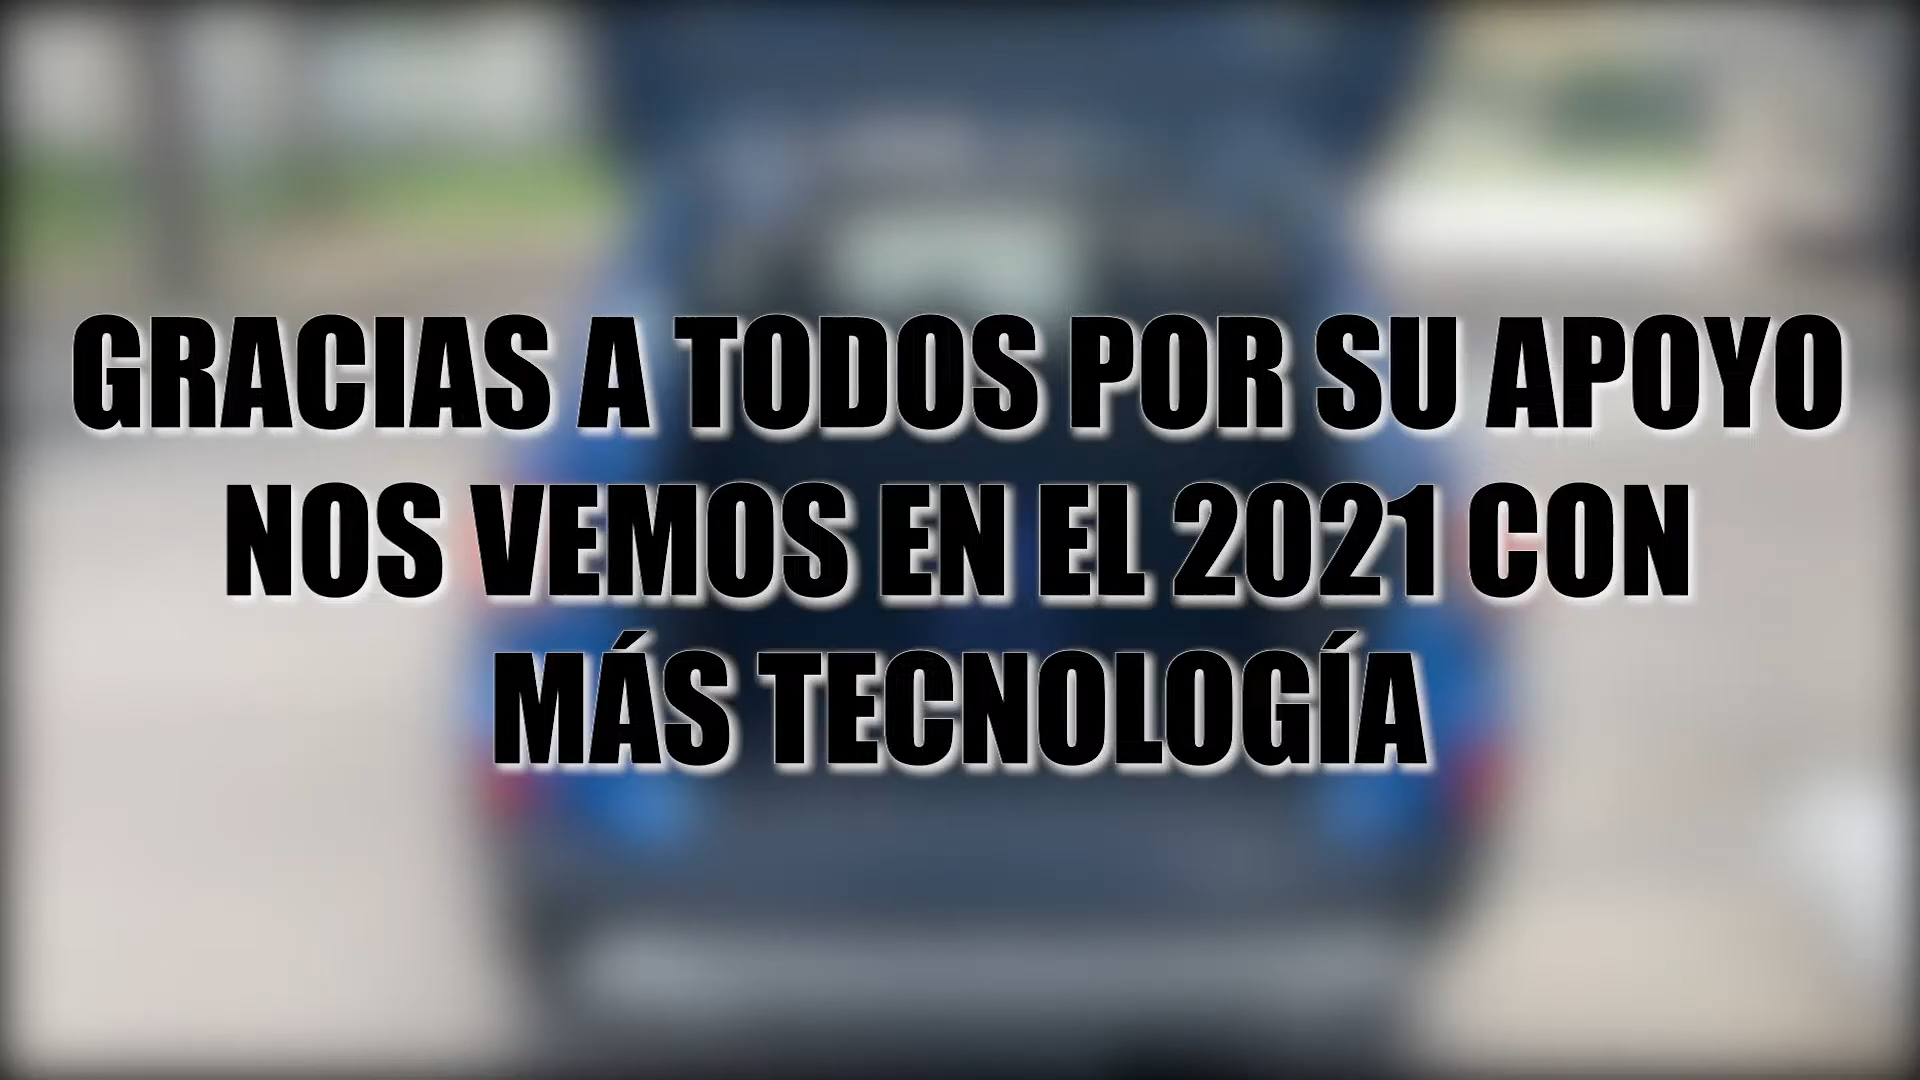 GRACIAS A TODOS POR SU APOYO
NOS VEMOS EN EL 2021 CON
MÁS TECNOLOGÍA